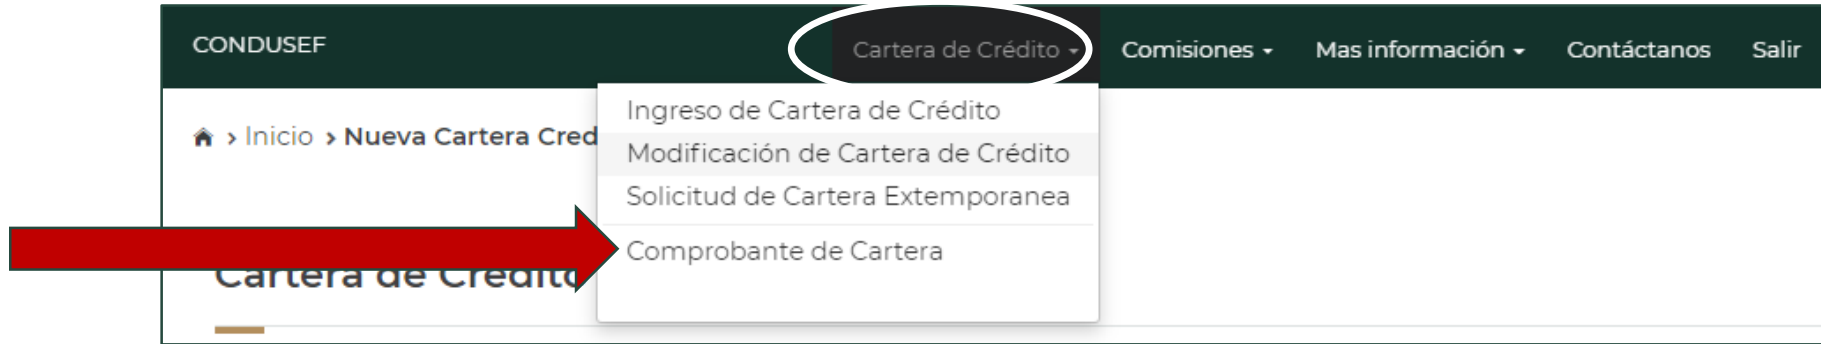 CONDUSEF Cartera de Crédito Comisiones Mas información Contáctanos Salir
Ingreso de Cartera de Crédito
Inicio > Nueva Cartera Cred
Modificación de Cartera de Crédito
Solicitud de Cartera Extemporanea
Comprobante de Cartera
Cartera de Crédito